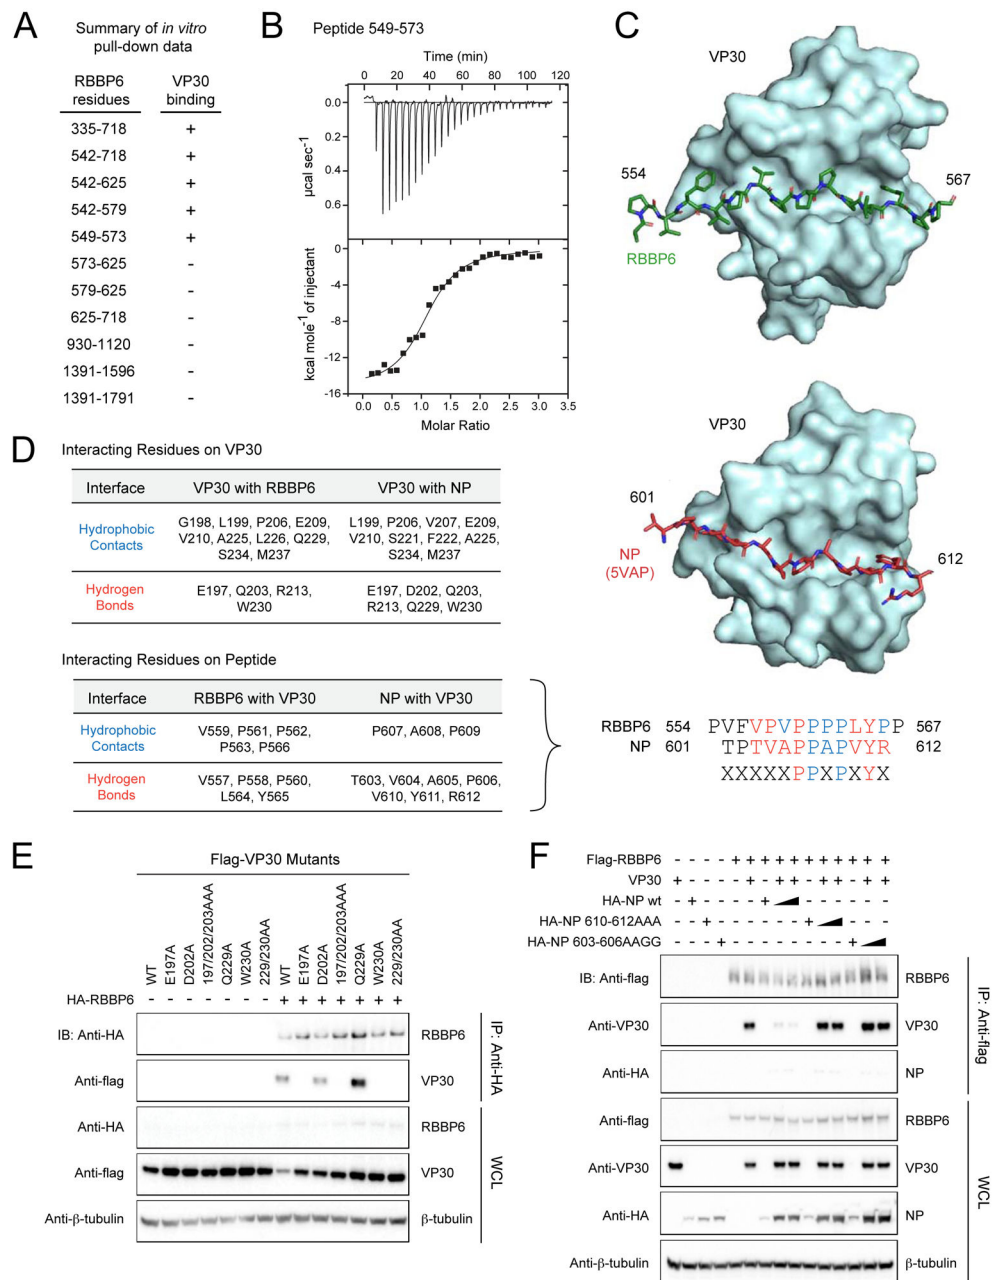 A
Summary of in vitro
pull-down data
RBBP6
residues
VP30
binding
335-718 +
542-718 +
542-625 +
542-579 +
549-573 +
573-625 -
579-625 -
625-718 -
930-1120 -
1391-1596 -
1391-1791 -
B Peptide 549-573
Time (min)
0 20 40 60 80 100 120
0.0
0.2
0.4
0.6
µcal sec-1
0
-4
-8
-12
-16
kcal mole-1 of injectant
0.0 0.5 1.0 1.5 2.0 2.5 3.0 3.5
Molar Ratio
C
VP30
554
567
RBBP6
VP30
601
612
NP
(5VAP)
RBBP6 554 PVFVPVPPPPLYPP 567
NP 601 TPTVAPPAPVYR 612
XXXXXPPXPXYX
D Interacting Residues on VP30
Interface VP30 with RBBP6 VP30 with NP
Hydrophobic
Contacts
G198, L199, P206, E209,
V210, A225, L226, Q229,
S234, M237
L199, P206, V207, E209,
V210, S221, F222, A225,
S234, M237
Hydrogen
Bonds
E197, Q203, R213,
W230
E197, D202, Q203,
R213, Q229, W230
Interacting Residues on Peptide
Interface RBBP6 with VP30 NP with VP30
Hydrophobic
Contacts
V559, P561, P562,
P563, P566
P607, A608, P609
Hydrogen
Bonds
V557, P558, P560,
L564, Y565
T603, V604, A605, P606,
V610, Y611, R612
E
Flag-VP30 Mutants
WT E197A D202A 197/202/203AAA Q229A W230A 229/230AA WT E197A D202A 197/202/203AAA Q229A W230A 229/230AA
HA-RBBP6 - - - - - - - + + + + + + +
IB: Anti-HA RBBP6
Anti-flag VP30
IP: Anti-HA
Anti-HA RBBP6
Anti-flag VP30
Anti-β-tubulin β-tubulin
WCL
F
Flag-RBBP6 - - - - + + + + + + + + + + +
VP30 + - - - - + - + + - + + - + +
HA-NP wt - + - - - - + - - - - - -
HA-NP 610-612AAA - - + - - - - - - + - - -
HA-NP 603-606AAGG - - - + - - - - - - - - +
IB: Anti-flag RBBP6
Anti-VP30 VP30
Anti-HA NP
IP: Anti-flag
Anti-flag RBBP6
Anti-VP30 VP30
Anti-HA NP
Anti-β-tubulin β-tubulin
WCL